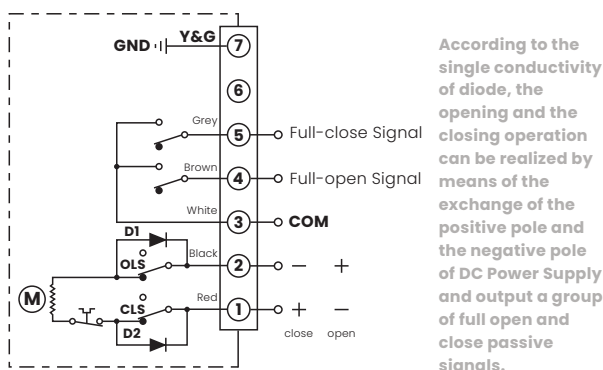 GND Y&G 7
6
Grey 5 Full-close Signal
Brown 4 Full-open Signal
White 3 COM
D1
OLS Black 2 − +
M
CLS Red 1 + −
D2
close open
According to the
single conductivity
of diode, the
opening and the
closing operation
can be realized by
means of the
exchange of the
positive pole and
the negative pole
of DC Power Supply
and output a group
of full open and
close passive
signals.